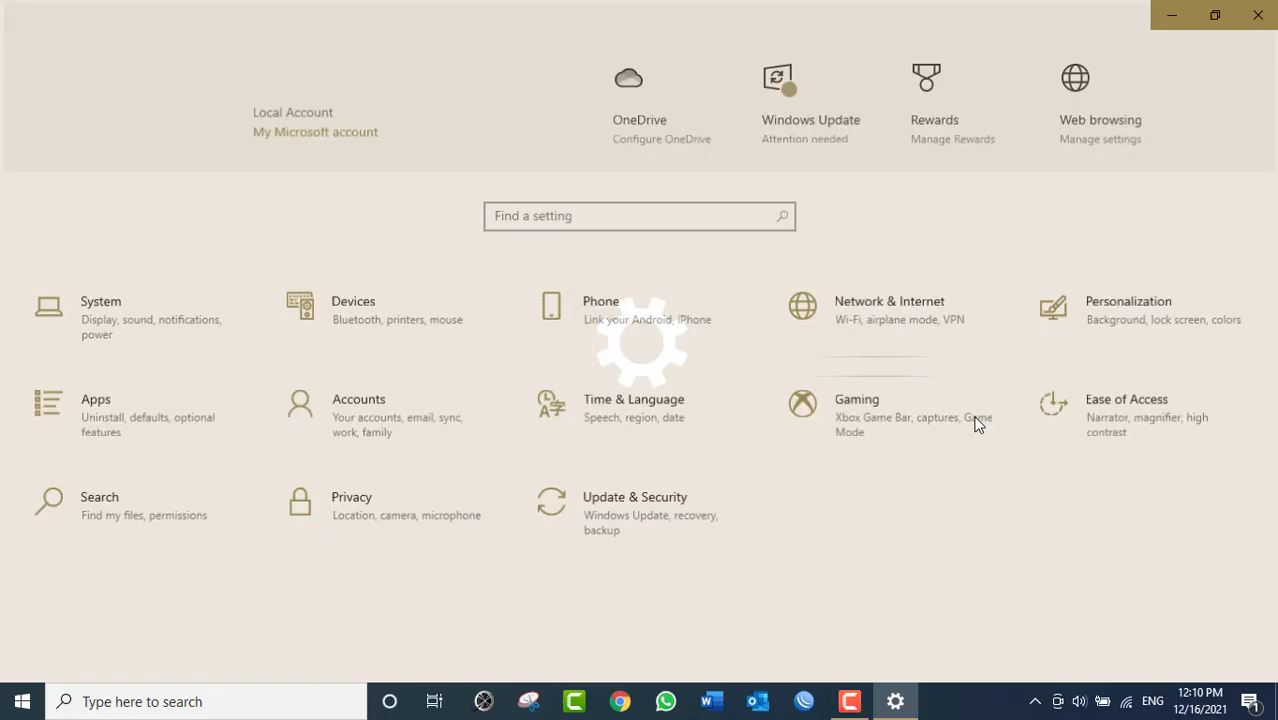 Local Account
My Microsoft account
OneDrive
Configure OneDrive
Windows Update
Attention needed
Rewards
Manage Rewards
Web browsing
Manage settings
Find a setting
System
Display, sound, notifications,
power
Devices
Bluetooth, printers, mouse
Phone
Link your Android, iPhone
Network & Internet
Wi-Fi, airplane mode, VPN
Personalization
Background, lock screen, colors
Apps
Uninstall, defaults, optional
features
Accounts
Your accounts, email, sync,
work, family
Time & Language
Speech, region, date
Gaming
Xbox Game Bar, captures, Game
Mode
Ease of Access
Narrator, magnifier, high
contrast
Search
Find my files, permissions
Privacy
Location, camera, microphone
Update & Security
Windows Update, recovery,
backup
Type here to search
ENG
12:10 PM
12/16/2021
1